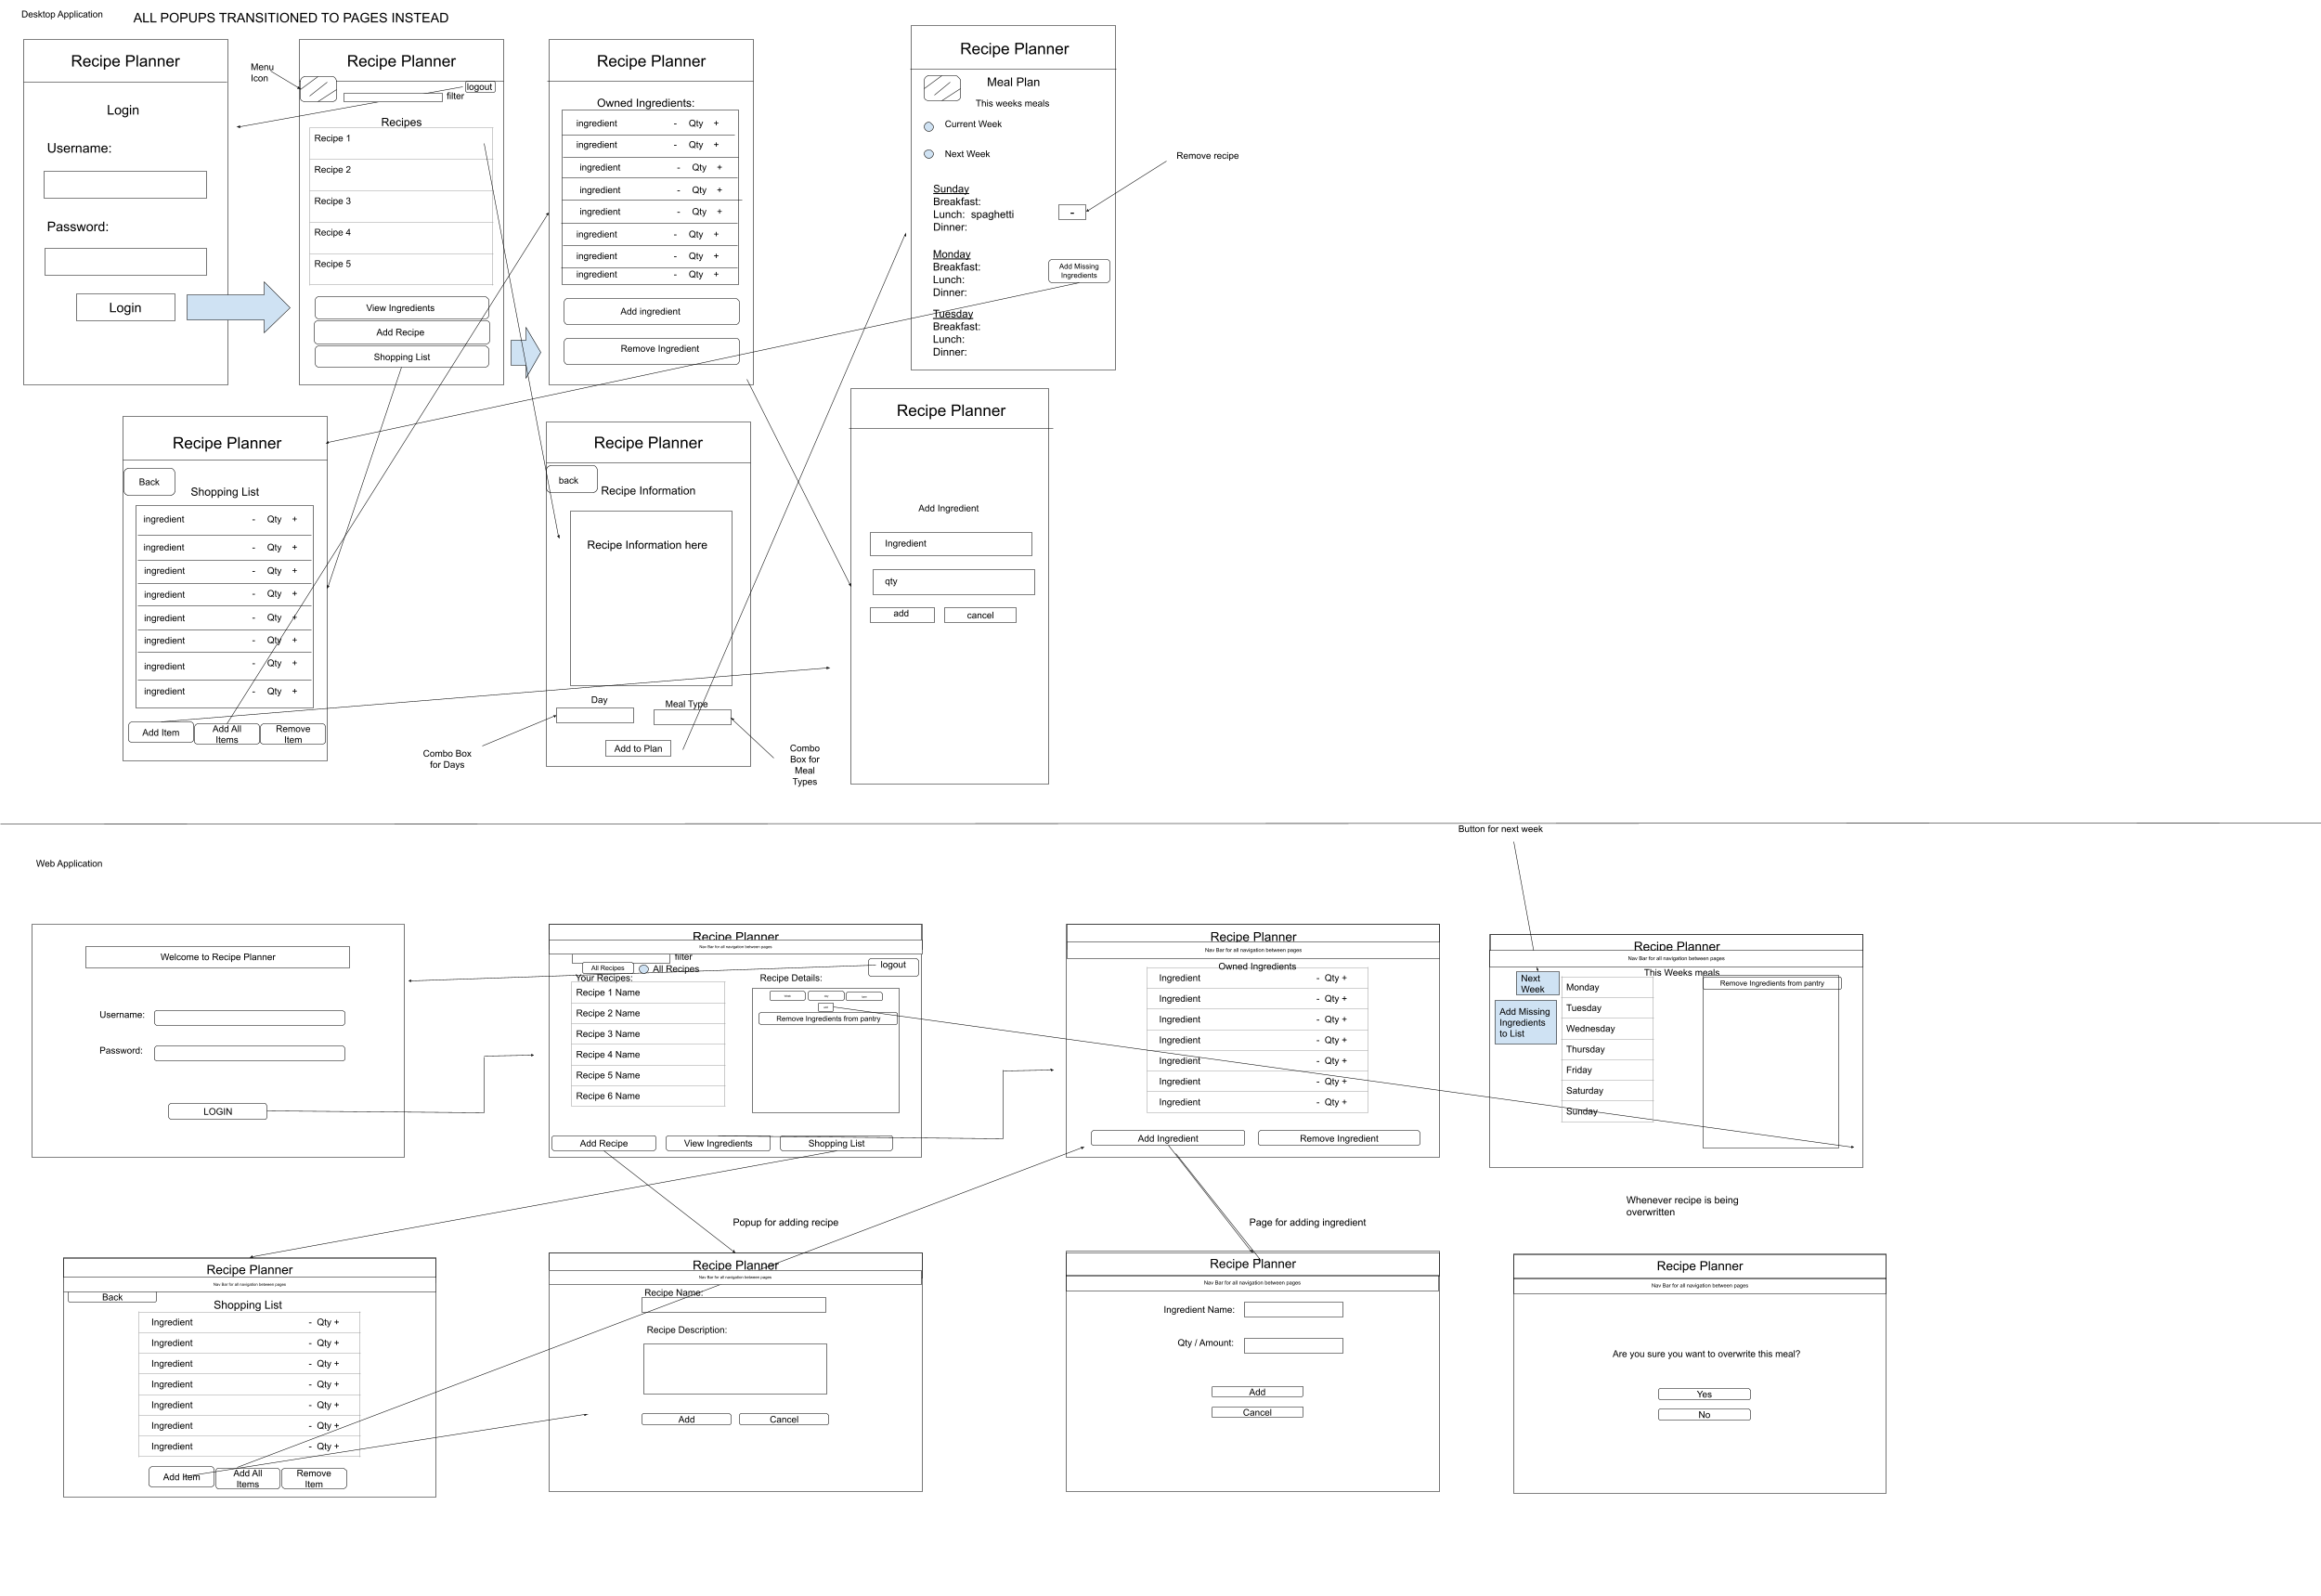 Desktop Application
ALL POPUPS TRANSITIONED TO PAGES INSTEAD
Recipe Planner
Login
Username:
Password:
Login
Menu
Icon
Recipe Planner
logout
filter
Recipes
Recipe 1
Recipe 2
Recipe 3
Recipe 4
Recipe 5
View Ingredients
Add Recipe
Shopping List
Recipe Planner
Owned Ingredients:
ingredient - Qty +
ingredient - Qty +
ingredient - Qty +
ingredient - Qty +
ingredient - Qty +
ingredient - Qty +
ingredient - Qty +
ingredient - Qty +
Add ingredient
Remove Ingredient
Recipe Planner
Meal Plan
This weeks meals
Current Week
Next Week
Sunday
Breakfast:
Lunch: spaghetti
-
Dinner:
Monday
Breakfast:
Lunch:
Dinner:
Add Missing
Ingredients
Tuesday
Breakfast:
Lunch:
Dinner:
Remove recipe
Recipe Planner
Back
Shopping List
ingredient - Qty +
ingredient - Qty +
ingredient - Qty +
ingredient - Qty +
ingredient - Qty +
ingredient - Qty +
ingredient - Qty +
ingredient - Qty +
Add Item
Add All
Items
Remove
Item
Recipe Planner
back
Recipe Information
Recipe Information here
Day
Meal Type
Add to Plan
Combo Box
for Days
Combo
Box for
Meal
Types
Recipe Planner
Add Ingredient
Ingredient
qty
add
cancel
Web Application
Button for next week
Welcome to Recipe Planner
Username:
Password:
LOGIN
Recipe Planner
Nav Bar for all navigation between pages
filter
All Recipes
All Recipes
logout
Your Recipes:
Recipe Details:
Recipe 1 Name
Recipe 2 Name
Recipe 3 Name
Recipe 4 Name
Recipe 5 Name
Recipe 6 Name
Remove Ingredients from pantry
Add Recipe
View Ingredients
Shopping List
Recipe Planner
Nav Bar for all navigation between pages
Owned Ingredients
Ingredient - Qty +
Ingredient - Qty +
Ingredient - Qty +
Ingredient - Qty +
Ingredient - Qty +
Ingredient - Qty +
Ingredient - Qty +
Add Ingredient
Remove Ingredient
Recipe Planner
Nav Bar for all navigation between pages
This Weeks meals
Next
Week
Add Missing
Ingredients
to List
Monday
Tuesday
Wednesday
Thursday
Friday
Saturday
Sunday
Remove Ingredients from pantry
Popup for adding recipe
Page for adding ingredient
Whenever recipe is being
overwritten
Recipe Planner
Nav Bar for all navigation between pages
Back
Shopping List
Ingredient - Qty +
Ingredient - Qty +
Ingredient - Qty +
Ingredient - Qty +
Ingredient - Qty +
Ingredient - Qty +
Ingredient - Qty +
Add Item
Add All
Items
Remove
Item
Recipe Planner
Nav Bar for all navigation between pages
Recipe Name:
Recipe Description:
Add
Cancel
Recipe Planner
Nav Bar for all navigation between pages
Ingredient Name:
Qty / Amount:
Add
Cancel
Recipe Planner
Nav Bar for all navigation between pages
Are you sure you want to overwrite this meal?
Yes
No